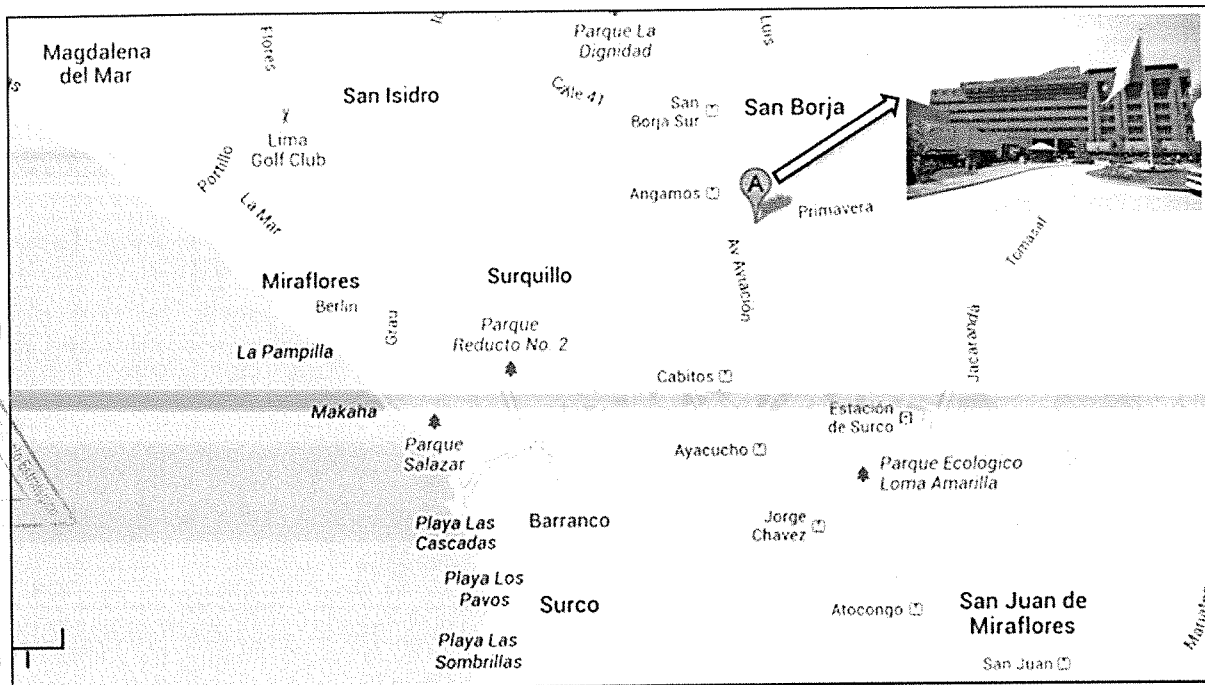 Magdalena
del Mar
Flores
San Isidro
Lima
Golf Club
Portillo
La Mar
Parque La
Dignidad
Calle 41
Luis
San
Borja Sur
San Borja
A
Angamos
Primavera
Av Aviación
Tomasal
Jacaranda
Miraflores
Berlin
Grau
Surquillo
Parque
Reducto No. 2
La Pampilla
Makaha
Parque
Salazar
Cabitos
Estación
de Surco
Ayacucho
Parque Ecológico
Loma Amarilla
Jorge
Chavez
Playa Las
Cascadas
Barranco
Playa Los
Pavos
Surco
Playa Las
Sombrillas
Atocongo
San Juan de
Miraflores
San Juan